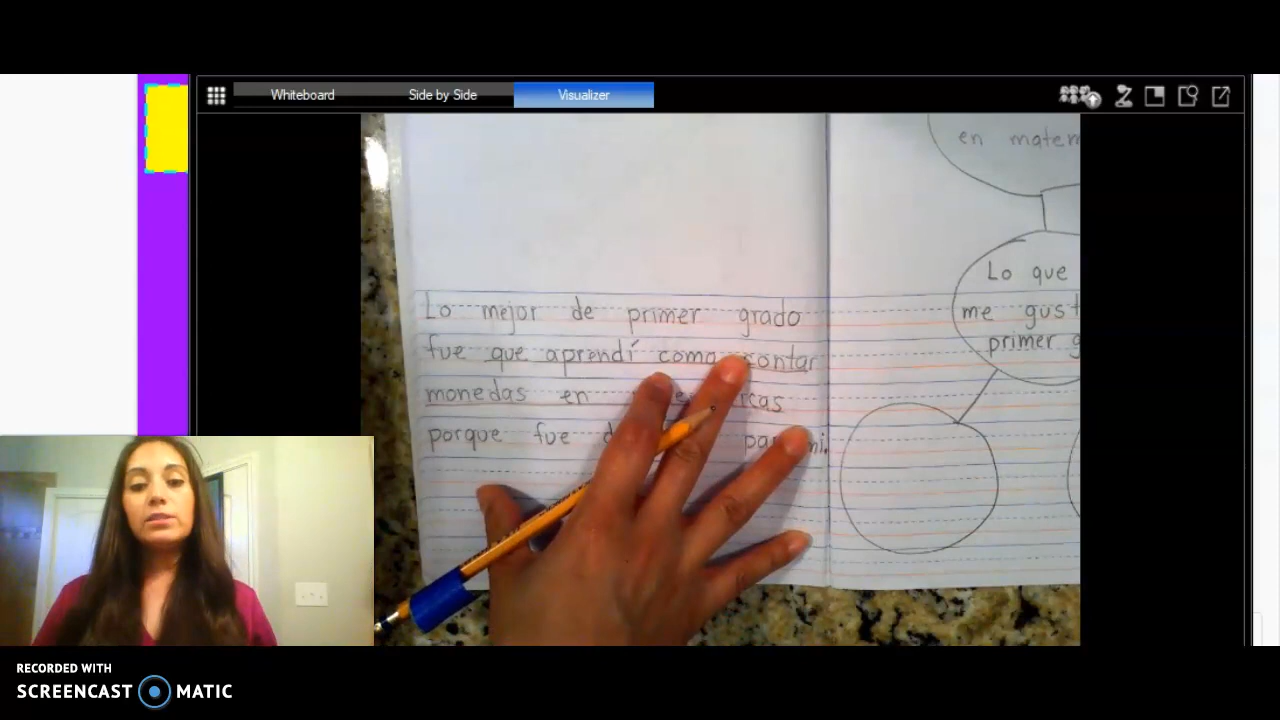 Whiteboard Side by Side Visualizer
en matem
Lo que
me gust
primer g
Lo mejor de primer grado
fue que aprendí como contar
monedas en
porque fue
RECORDED WITH
SCREENCAST MATIC